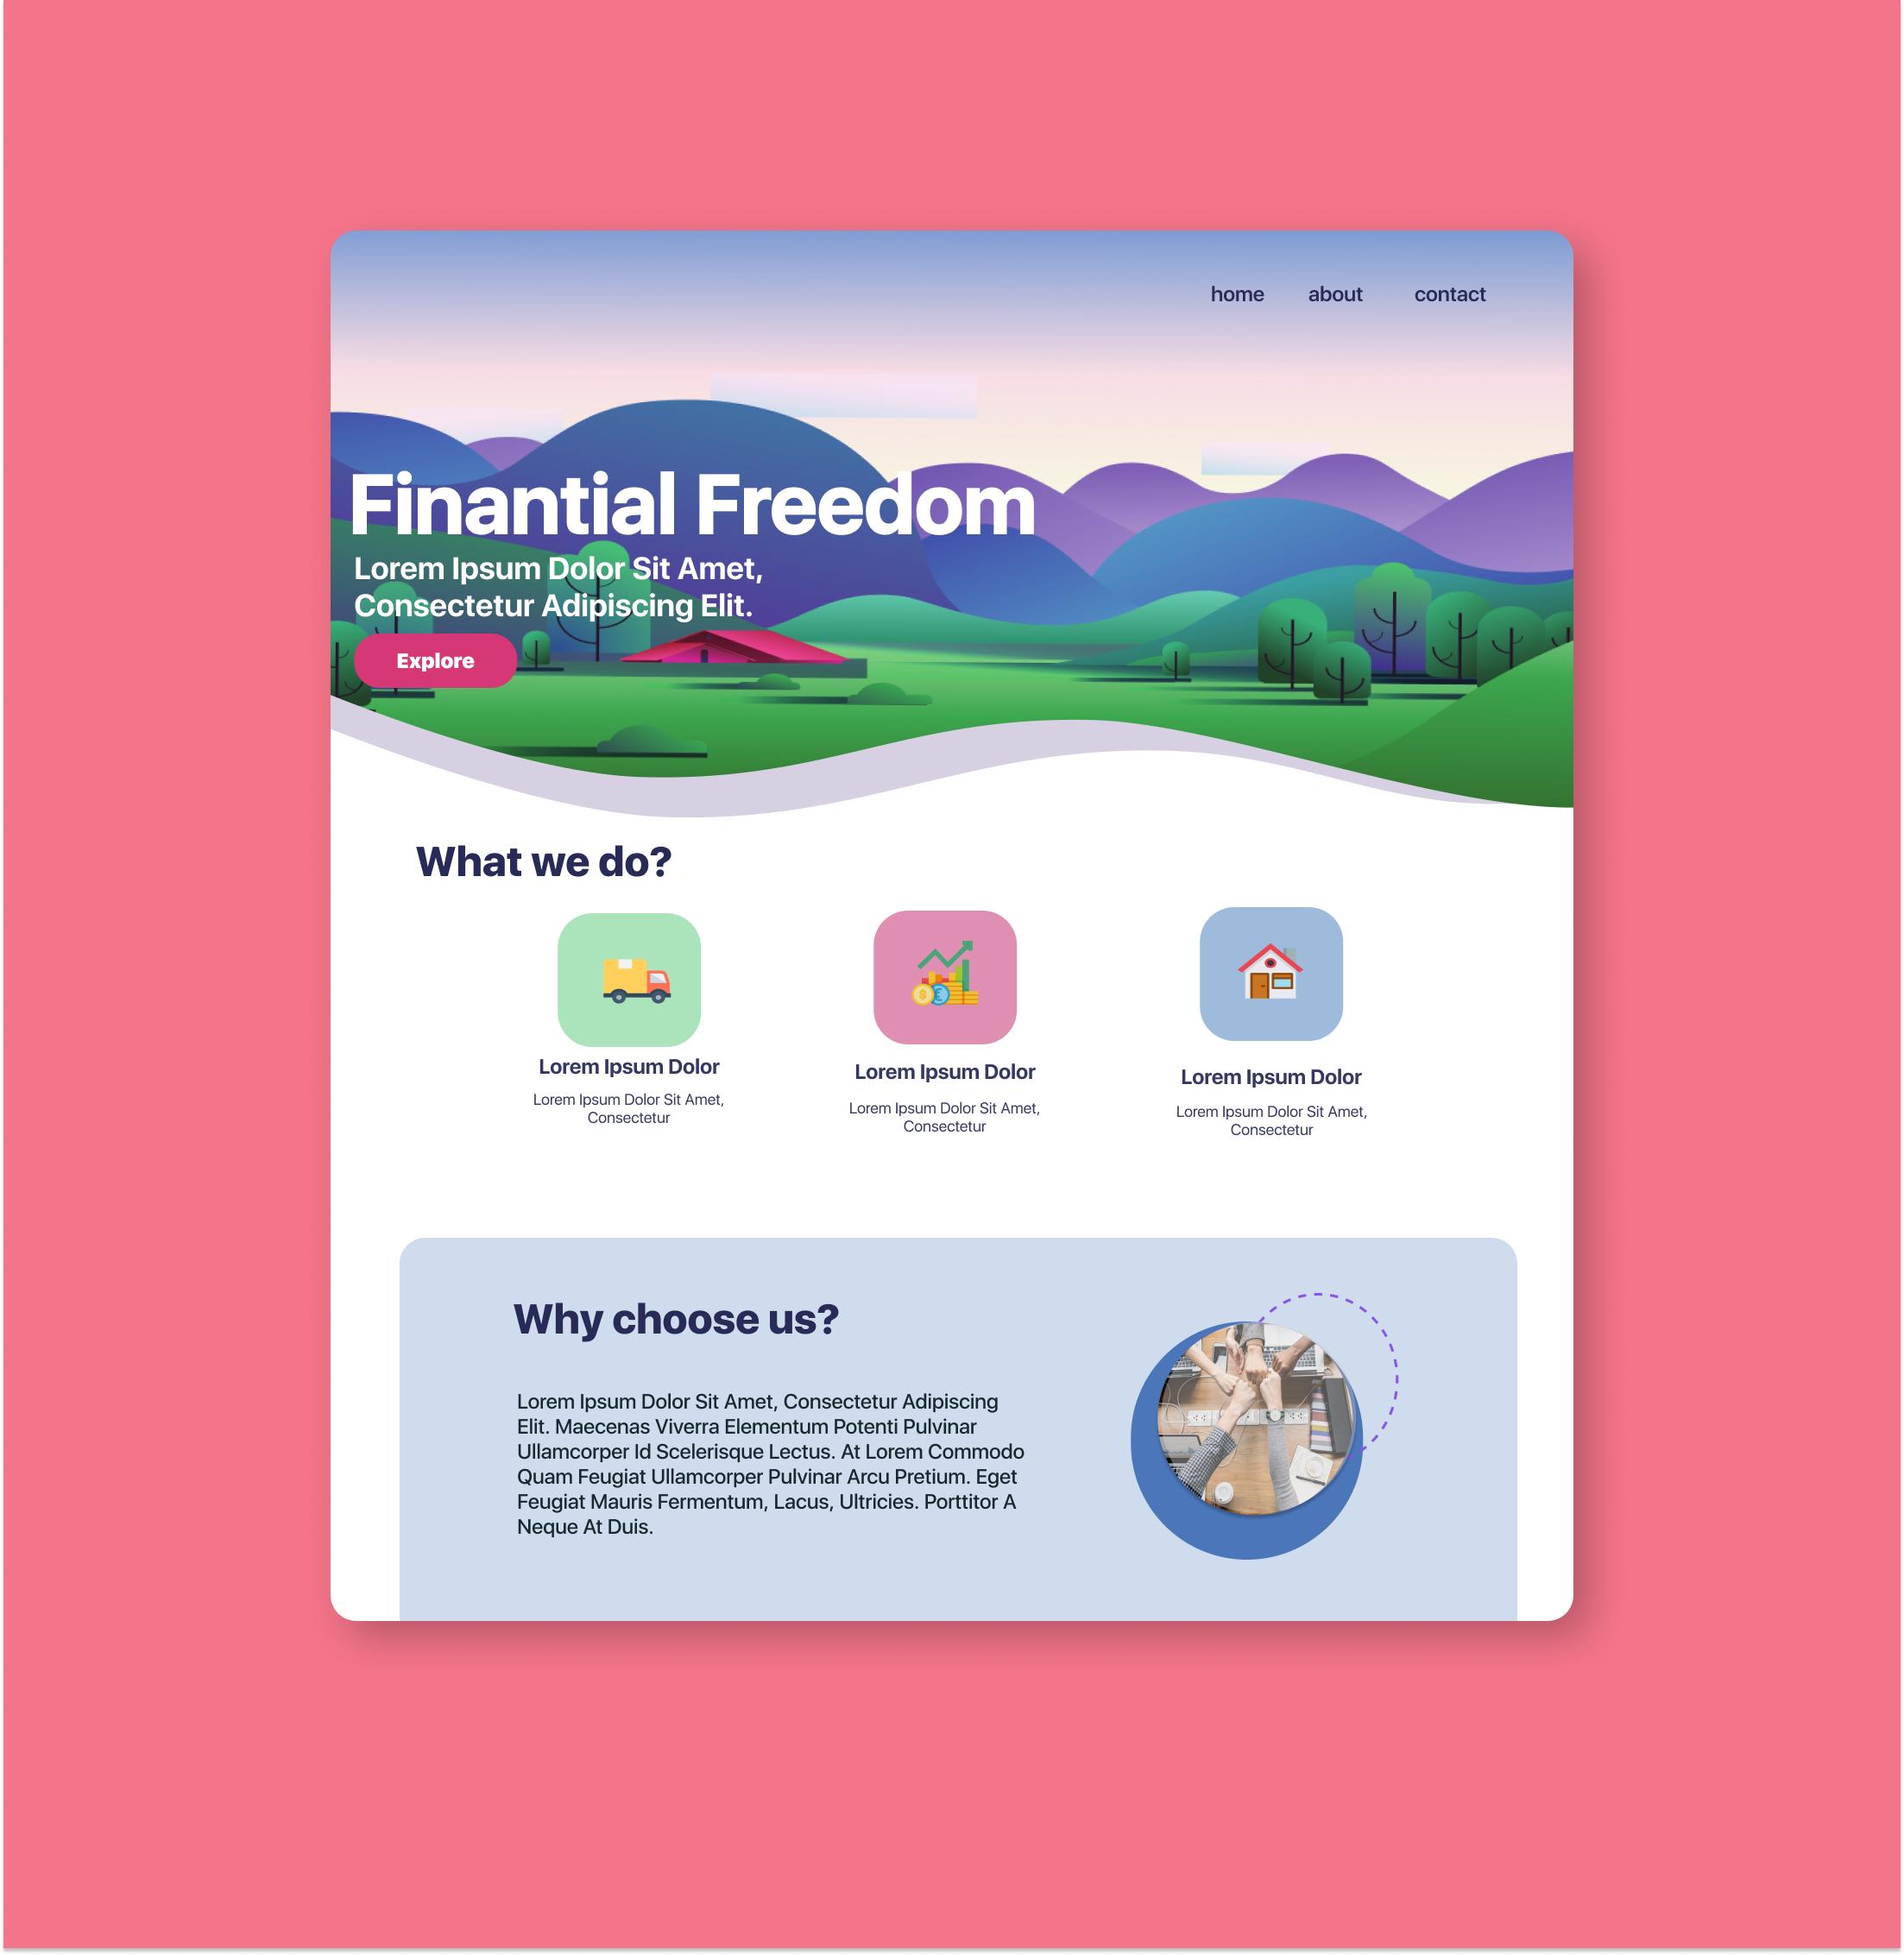 home about contact
Finantial Freedom
Lorem Ipsum Dolor Sit Amet,
Consectetur Adipiscing Elit.
Explore
What we do?
Lorem Ipsum Dolor
Lorem Ipsum Dolor Sit Amet,
Consectetur
Lorem Ipsum Dolor
Lorem Ipsum Dolor Sit Amet,
Consectetur
Lorem Ipsum Dolor
Lorem Ipsum Dolor Sit Amet,
Consectetur
Why choose us?
Lorem Ipsum Dolor Sit Amet, Consectetur Adipiscing
Elit. Maecenas Viverra Elementum Potenti Pulvinar
Ullamcorper Id Scelerisque Lectus. At Lorem Commodo
Quam Feugiat Ullamcorper Pulvinar Arcu Pretium. Eget
Feugiat Mauris Fermentum, Lacus, Ultricies. Porttitor A
Neque At Duis.